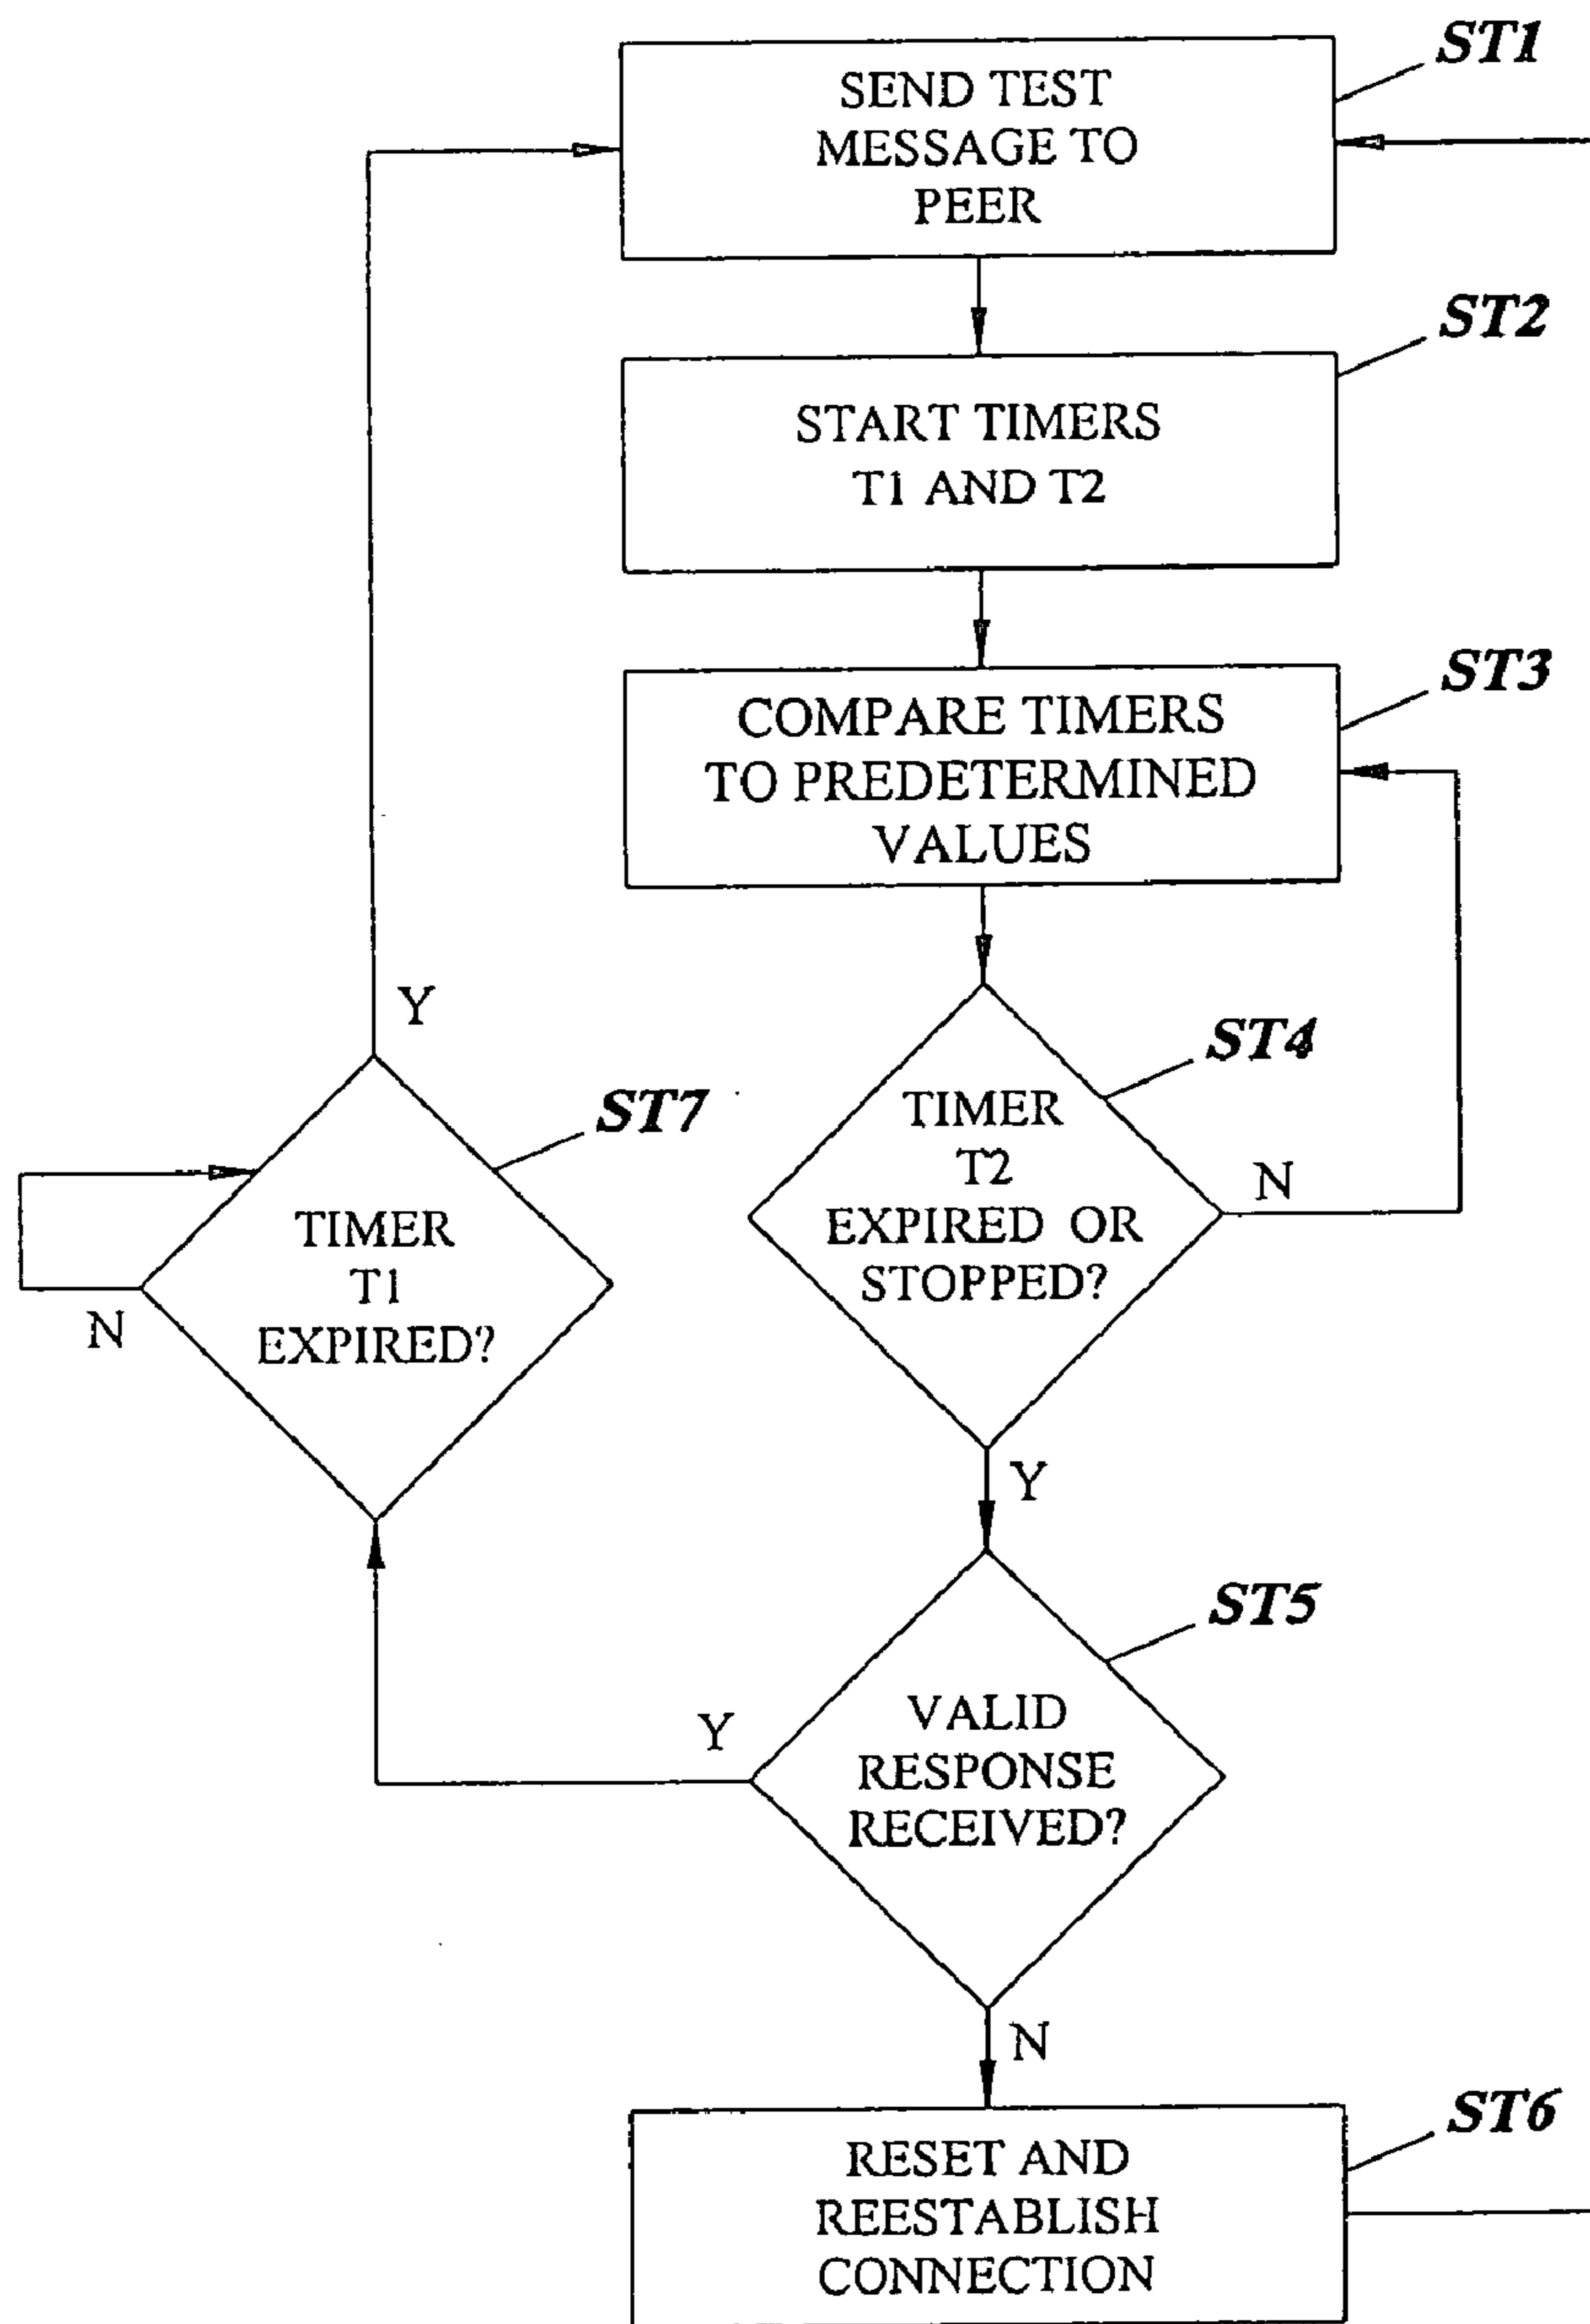 ST1
SEND TEST
MESSAGE TO
PEER
ST2
START TIMERS
T1 AND T2
ST3
COMPARE TIMERS
TO PREDETERMINED
VALUES
Y
ST4
TIMER
T2
EXPIRED OR
STOPPED?
N
ST7
TIMER
T1
EXPIRED?
N
Y
ST5
VALID
RESPONSE
RECEIVED?
Y
N
ST6
RESET AND
REESTABLISH
CONNECTION